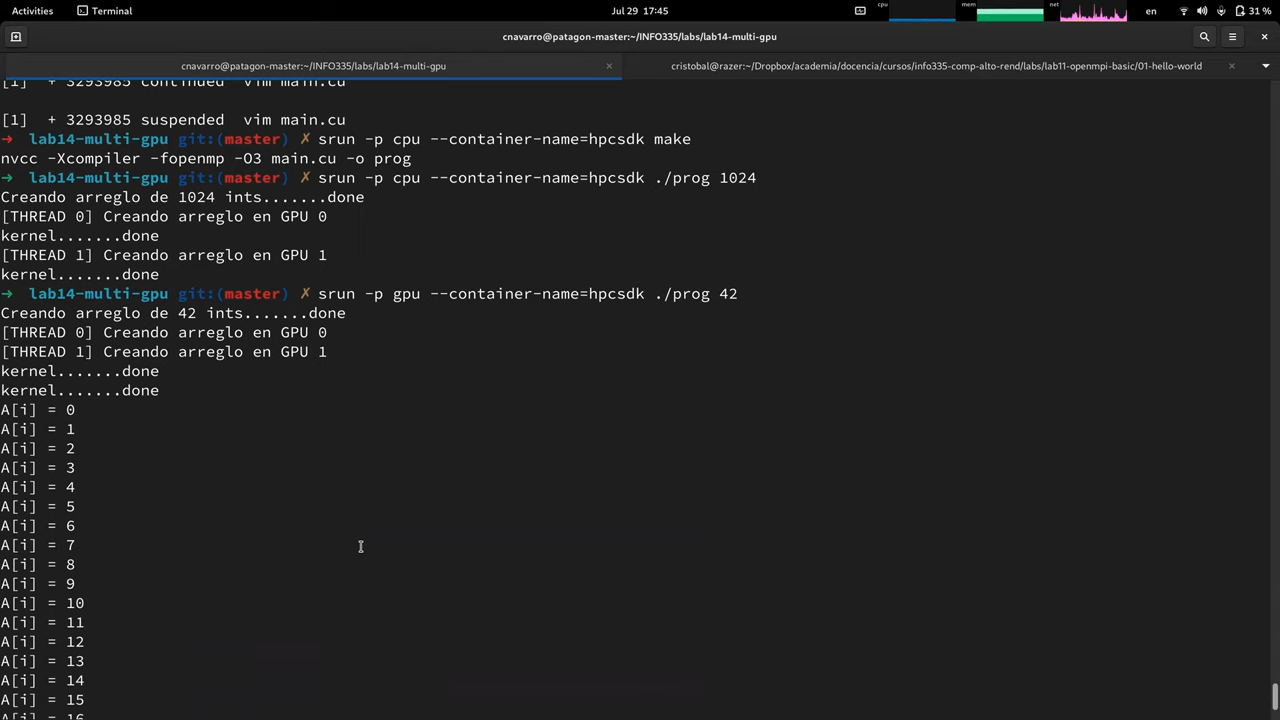 Activities
Terminal
Jul 29 17:45
cpu
mem
net
en
31 %
cnavarro@patagon-master:~/INFO335/labs/lab14-multi-gpu
cnavarro@patagon-master:~/INFO335/labs/lab14-multi-gpu
cristobal@razer:~/Dropbox/academia/docencia/cursos/info335-comp-alto-rend/labs/lab11-openmpi-basic/01-hello-world
[1]  + 3293985 continued  vim main.cu
[1]  + 3293985 suspended  vim main.cu
➜  lab14-multi-gpu git:(master) ✗ srun -p cpu --container-name=hpcsdk make
nvcc -Xcompiler -fopenmp -O3 main.cu -o prog
➜  lab14-multi-gpu git:(master) ✗ srun -p cpu --container-name=hpcsdk ./prog 1024
Creando arreglo de 1024 ints.......done
[THREAD 0] Creando arreglo en GPU 0
kernel.......done
[THREAD 1] Creando arreglo en GPU 1
kernel.......done
➜  lab14-multi-gpu git:(master) ✗ srun -p gpu --container-name=hpcsdk ./prog 42
Creando arreglo de 42 ints.......done
[THREAD 0] Creando arreglo en GPU 0
[THREAD 1] Creando arreglo en GPU 1
kernel.......done
kernel.......done
A[i] = 0
A[i] = 1
A[i] = 2
A[i] = 3
A[i] = 4
A[i] = 5
A[i] = 6
A[i] = 7
A[i] = 8
A[i] = 9
A[i] = 10
A[i] = 11
A[i] = 12
A[i] = 13
A[i] = 14
A[i] = 15
A[i] = 16